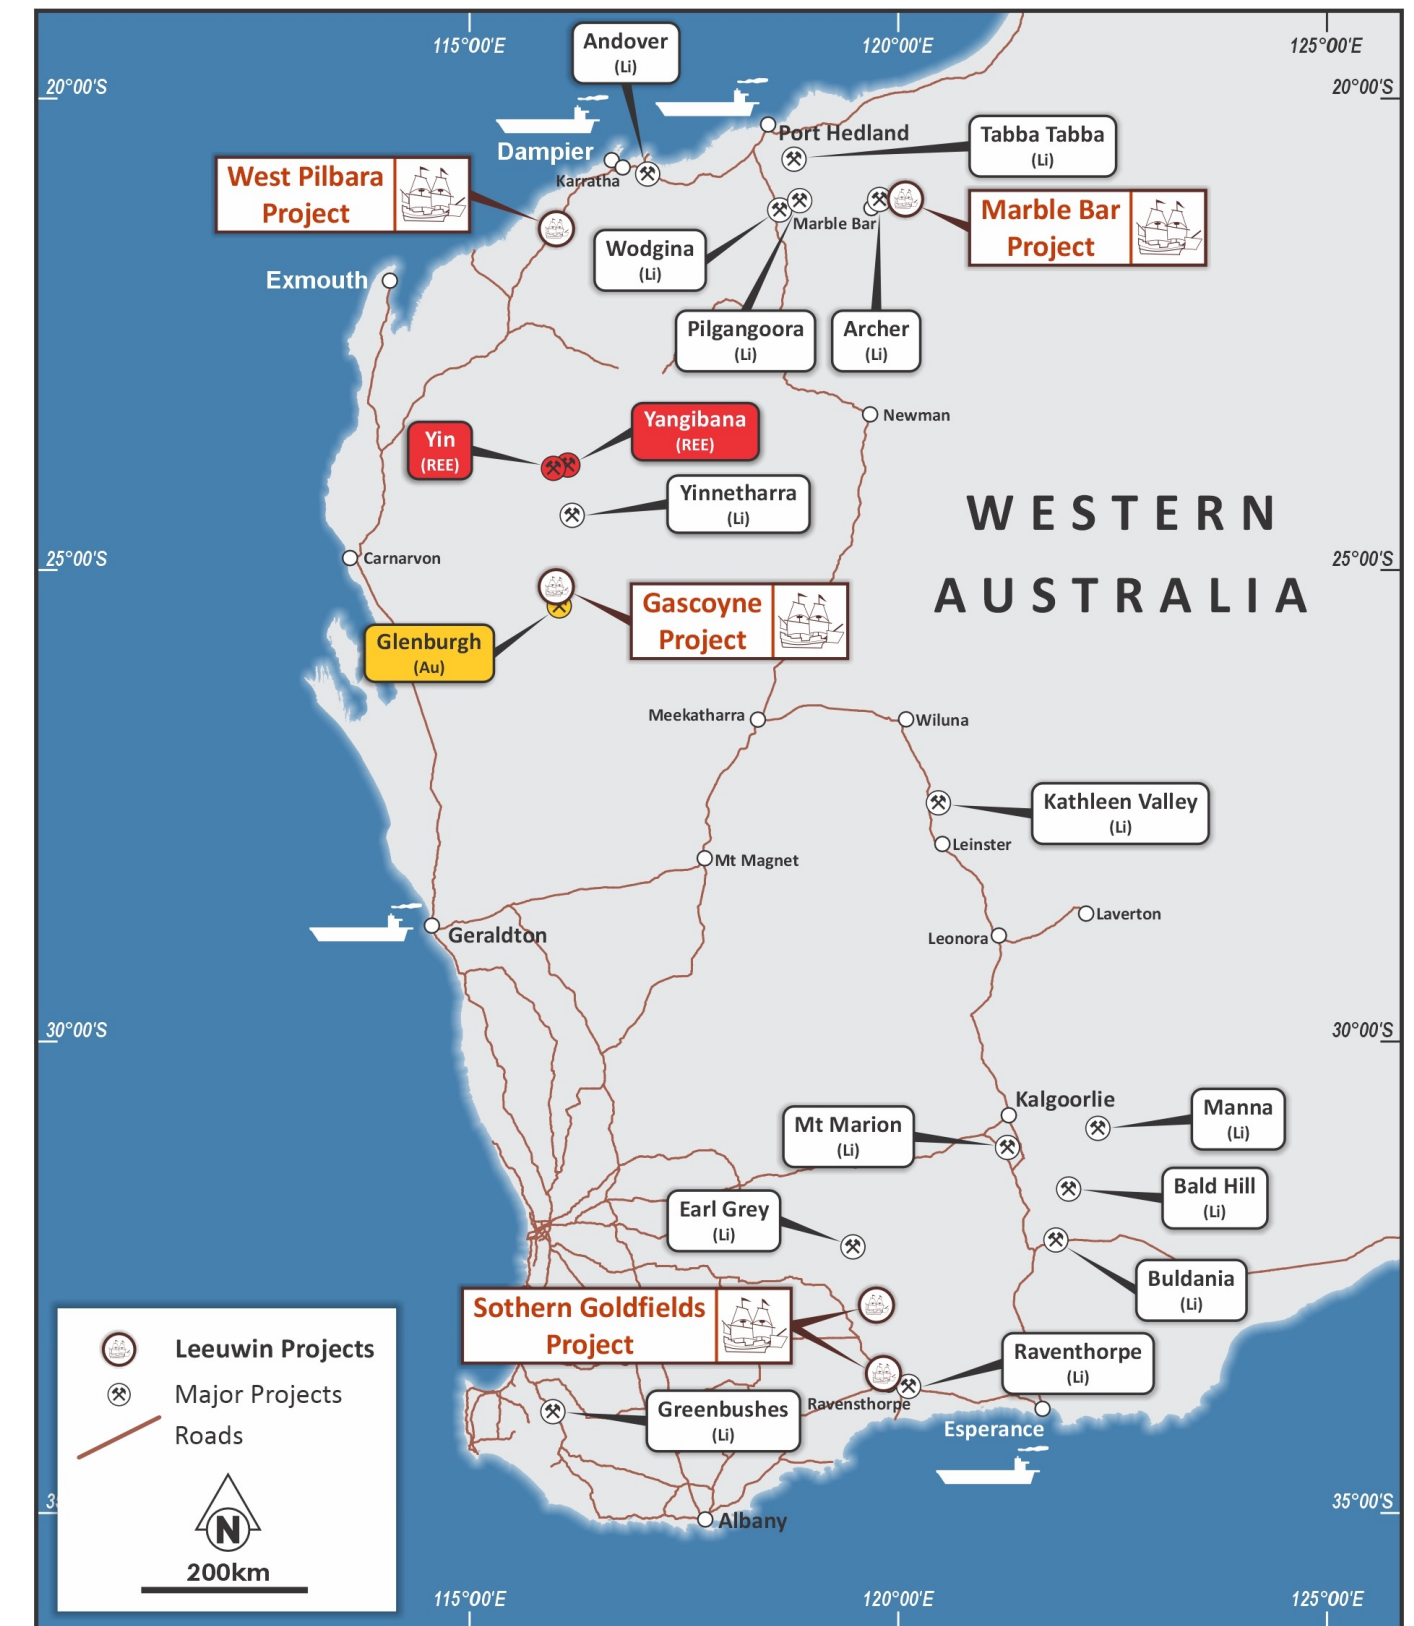 115°00'E
120°00'E
125°00'E
Andover
(Li)
20°00'S
20°00'S
Port Hedland
Tabba Tabba
(Li)
Dampier
Karratha
West Pilbara
Project
Marble Bar
Marble Bar
Project
Wodgina
(Li)
Exmouth
Pilgangoora
(Li)
Archer
(Li)
Newman
Yangibana
(REE)
Yin
(REE)
Yinnetharra
(Li)
WESTERN
AUSTRALIA
25°00'S
25°00'S
Carnarvon
Gascoyne
Project
Glenburgh
(Au)
Meekatharra
Wiluna
Kathleen Valley
(Li)
Leinster
Mt Magnet
Laverton
Leonora
Geraldton
30°00'S
30°00'S
Kalgoorlie
Manna
(Li)
Mt Marion
(Li)
Bald Hill
(Li)
Earl Grey
(Li)
Buldania
(Li)
Sothern Goldfields
Project
Raventhorpe
(Li)
Ravensthorpe
Greenbushes
(Li)
Esperance
Leeuwin Projects
Major Projects
Roads
N
200km
35°00'S
Albany
115°00'E
120°00'E
125°00'E